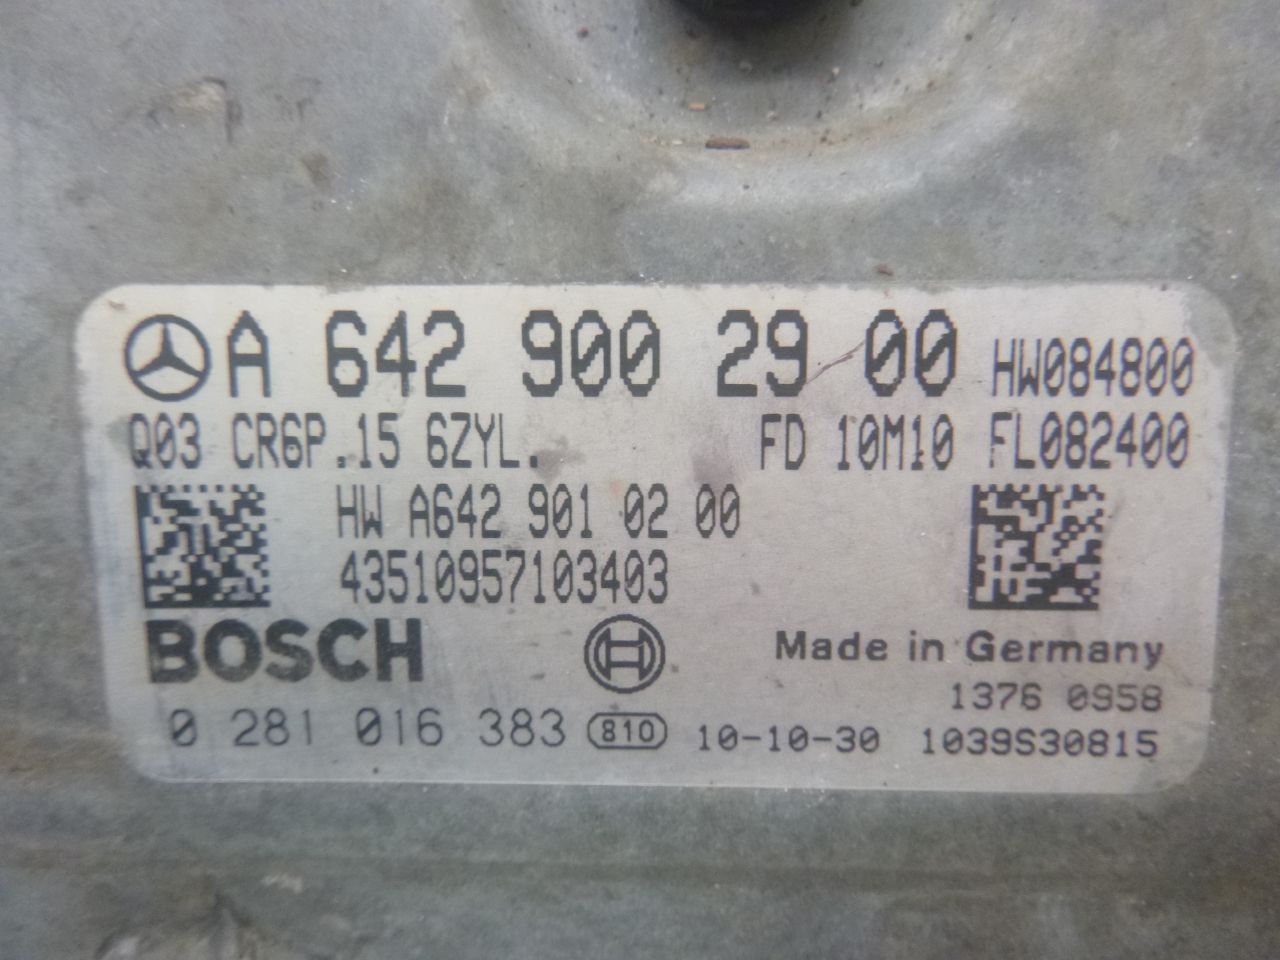 A 642 900 29 00 HW084800
Q03 CR6P.15 6ZYL. FD 10M10 FL082400
HW A642 901 02 00
43510957103403
BOSCH Made in Germany
1376 0958
0 281 016 383 810 10-10-30 1039S30815